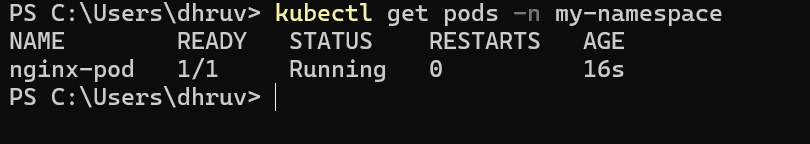 PS C:\Users\dhruv> kubectl get pods -n my-namespace
NAME        READY   STATUS    RESTARTS   AGE
nginx-pod   1/1     Running   0          16s
PS C:\Users\dhruv>